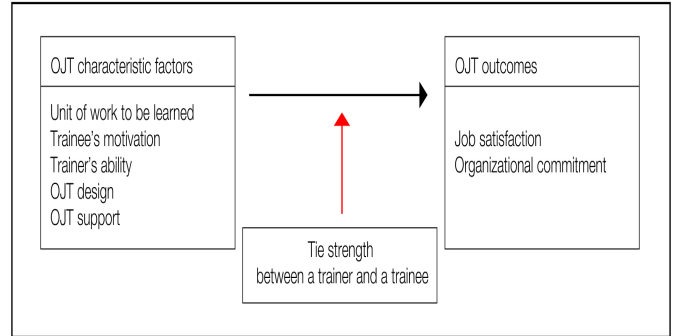 OJT characteristic factors
Unit of work to be learned
Trainee's motivation
Trainer's ability
OJT design
OJT support
OJT outcomes
Job satisfaction
Organizational commitment
Tie strength
between a trainer and a trainee